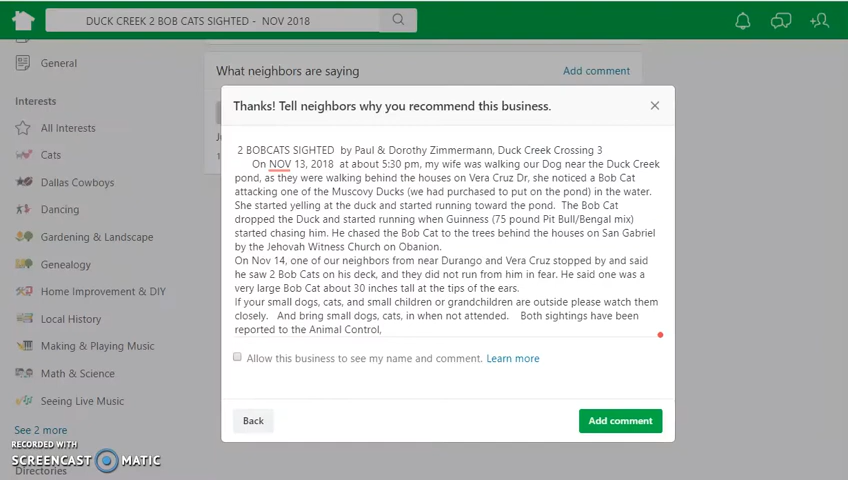 DUCK CREEK 2 BOB CATS SIGHTED - NOV 2018
General
What neighbors are saying
Add comment
Interests
All Interests
Cats
Dallas Cowboys
Dancing
Gardening & Landscape
Genealogy
Home Improvement & DIY
Local History
Making & Playing Music
Math & Science
Seeing Live Music
See 2 more
Directories
Thanks! Tell neighbors why you recommend this business.
2 BOBCATS SIGHTED by Paul & Dorothy Zimmermann, Duck Creek Crossing 3
On NOV 13, 2018 at about 5:30 pm, my wife was walking our Dog near the Duck Creek
pond, as they were walking behind the houses on Vera Cruz Dr, she noticed a Bob Cat
attacking one of the Muscovy Ducks (we had purchased to put on the pond) in the water.
She started yelling at the duck and started running toward the pond. The Bob Cat
dropped the Duck and started running when Guinness (75 pound Pit Bull/Bengal mix)
started chasing him. He chased the Bob Cat to the trees behind the houses on San Gabriel
by the Jehovah Witness Church on Obanion.
On Nov 14, one of our neighbors from near Durango and Vera Cruz stopped by and said
he saw 2 Bob Cats on his deck, and they did not run from him in fear. He said one was a
very large Bob Cat about 30 inches tall at the tips of the ears.
If your small dogs, cats, and small children or grandchildren are outside please watch them
closely. And bring small dogs, cats, in when not attended. Both sightings have been
reported to the Animal Control,
Allow this business to see my name and comment. Learn more
Back
Add comment
RECORDED WITH
SCREENCAST MATIC